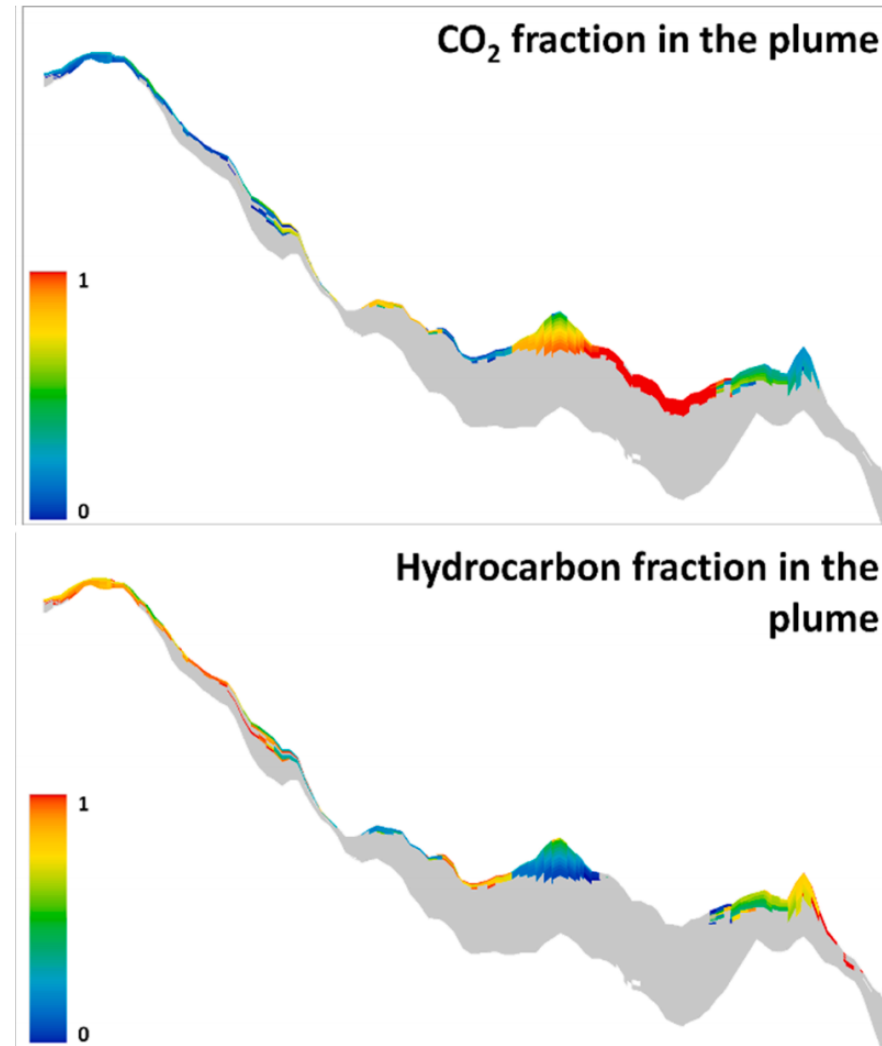 CO₂ fraction in the plume
1
0
Hydrocarbon fraction in the
plume
1
0